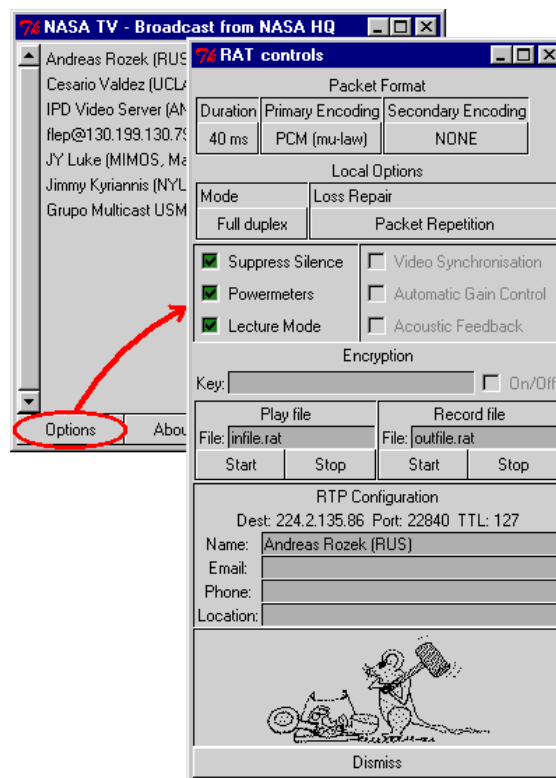 NASA TV - Broadcast from NASA HQ
Andreas Rozek (RUS
Cesario Valdez (UCLA
IPD Video Server (AN
flep@130.199.130.79
JY Luke (MIMOS, Ma
Jimmy Kyriannis (NYL
Grupo Multicast USM
Options Abou
RAT controls
Packet Format
Duration Primary Encoding Secondary Encoding
40 ms PCM (mu-law) NONE
Local Options
Mode Loss Repair
Full duplex Packet Repetition
Suppress Silence Video Synchronisation
Powermeters Automatic Gain Control
Lecture Mode Acoustic Feedback
Encryption
Key: On/Off
Play file Record file
File: infile.rat File: outfile.rat
Start Stop Start Stop
RTP Configuration
Dest: 224.2.135.86 Port: 22840 TTL: 127
Name: Andreas Rozek (RUS)
Email:
Phone:
Location:
Dismiss